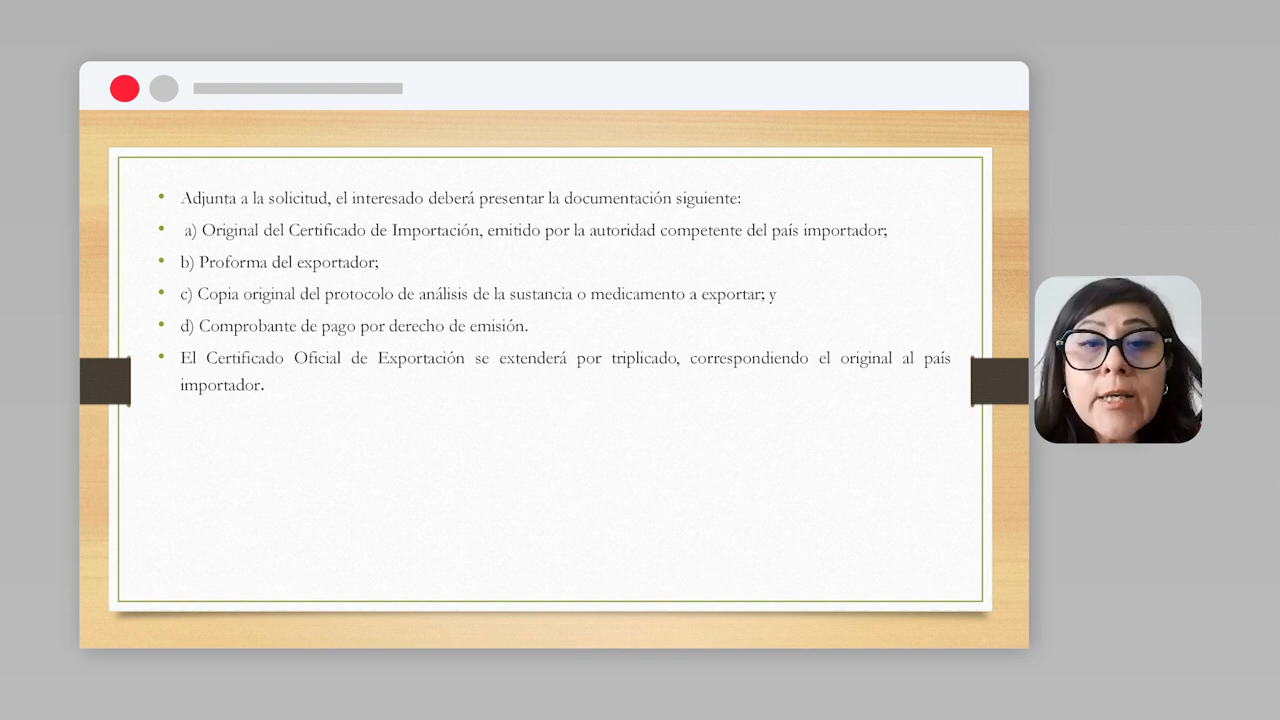 • Adjunta a la solicitud, el interesado deberá presentar la documentación siguiente:
• a) Original del Certificado de Importación, emitido por la autoridad competente del país importador;
• b) Proforma del exportador;
• c) Copia original del protocolo de análisis de la sustancia o medicamento a exportar; y
• d) Comprobante de pago por derecho de emisión.
• El Certificado Oficial de Exportación se extenderá por triplicado, correspondiendo el original al país
importador.